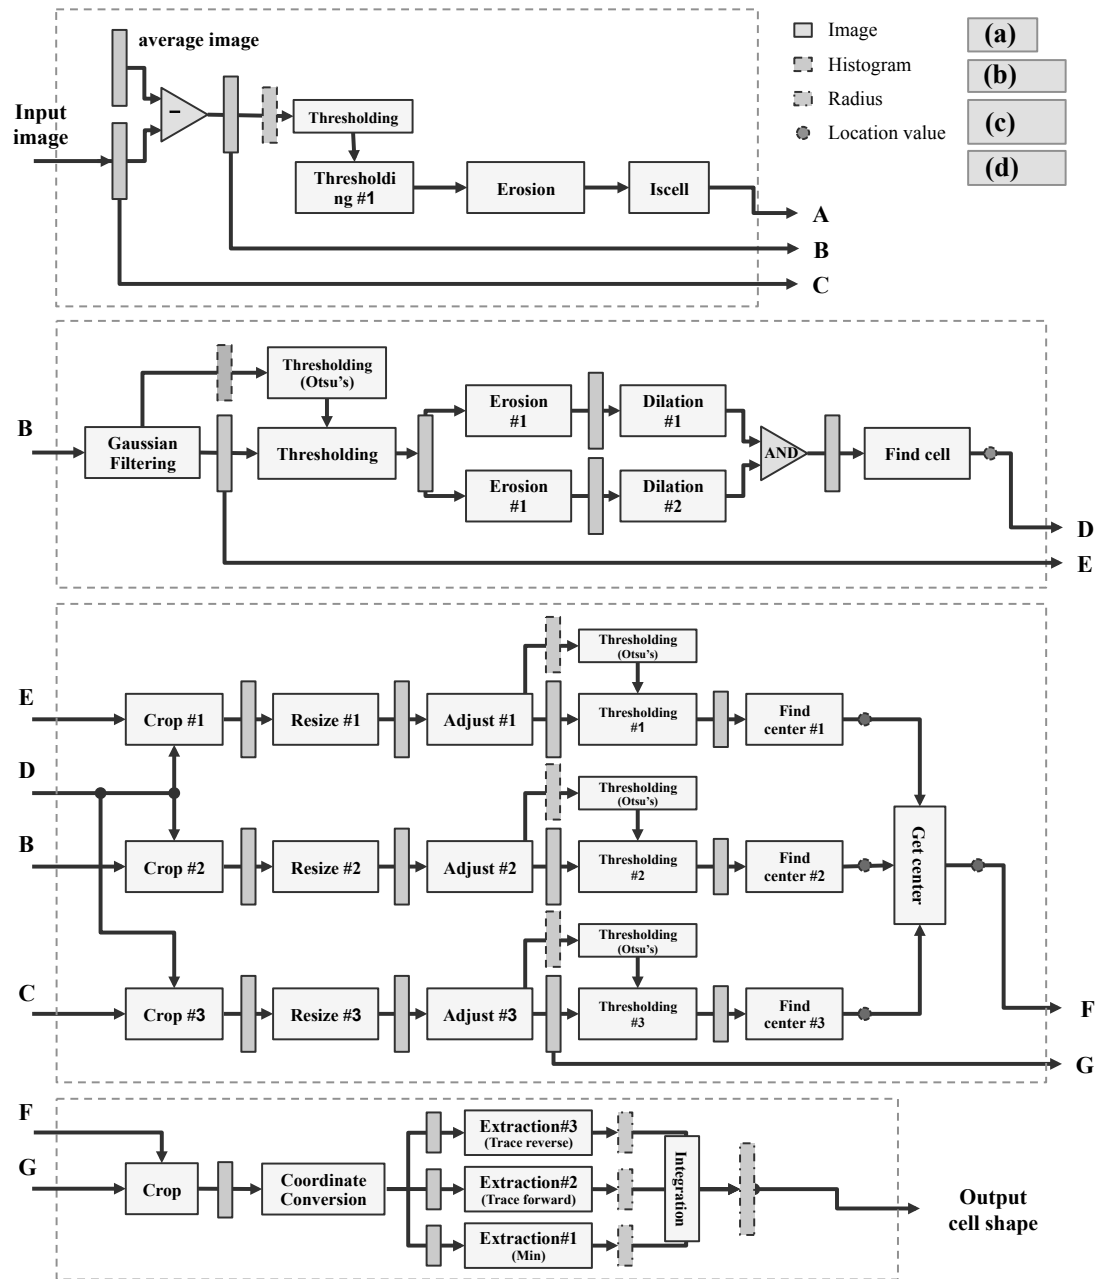 average image
Input
image
−
Thresholding
Thresholdi
ng #1
Erosion
Iscell
A
B
C
Image
Histogram
Radius
Location value
(a)
(b)
(c)
(d)
B
Gaussian
Filtering
Thresholding
(Otsu's)
Thresholding
Erosion
#1
Dilation
#1
Erosion
#1
Dilation
#2
AND
Find cell
D
E
E
Crop #1
Resize #1
Adjust #1
Thresholding
(Otsu's)
Thresholding
#1
Find
center #1
D
B
Crop #2
Resize #2
Adjust #2
Thresholding
(Otsu's)
Thresholding
#2
Find
center #2
Get center
C
Crop #3
Resize #3
Adjust #3
Thresholding
(Otsu's)
Thresholding
#3
Find
center #3
F
G
F
G
Crop
Coordinate
Conversion
Extraction#3
(Trace reverse)
Extraction#2
(Trace forward)
Extraction#1
(Min)
Integration
Output
cell shape